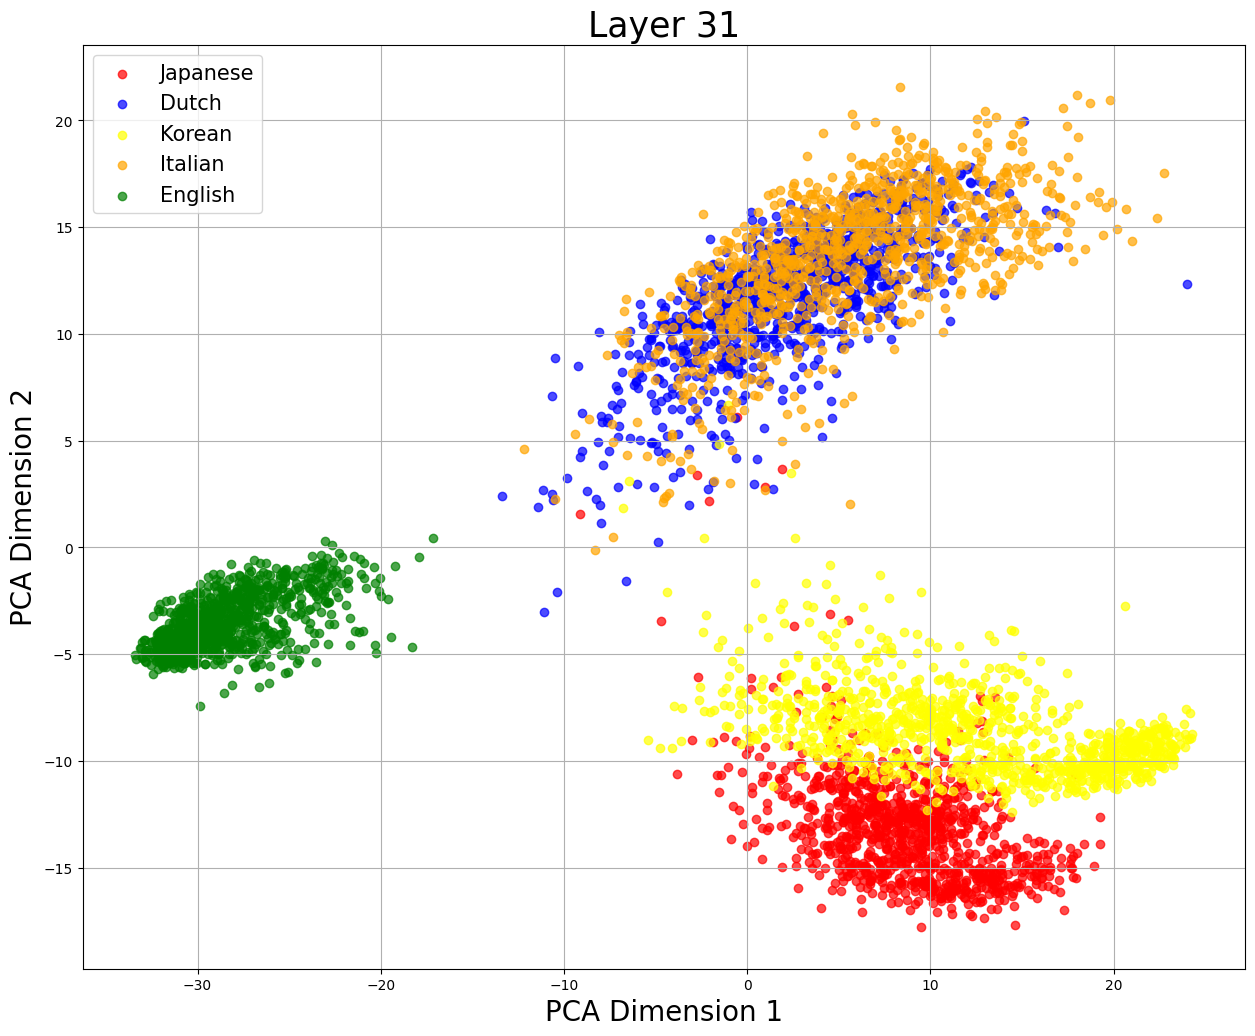 Layer 31
Japanese
Dutch
Korean
Italian
English
20
15
10
5
0
−5
−10
−15
PCA Dimension 2
−30
−20
−10
0
10
20
PCA Dimension 1